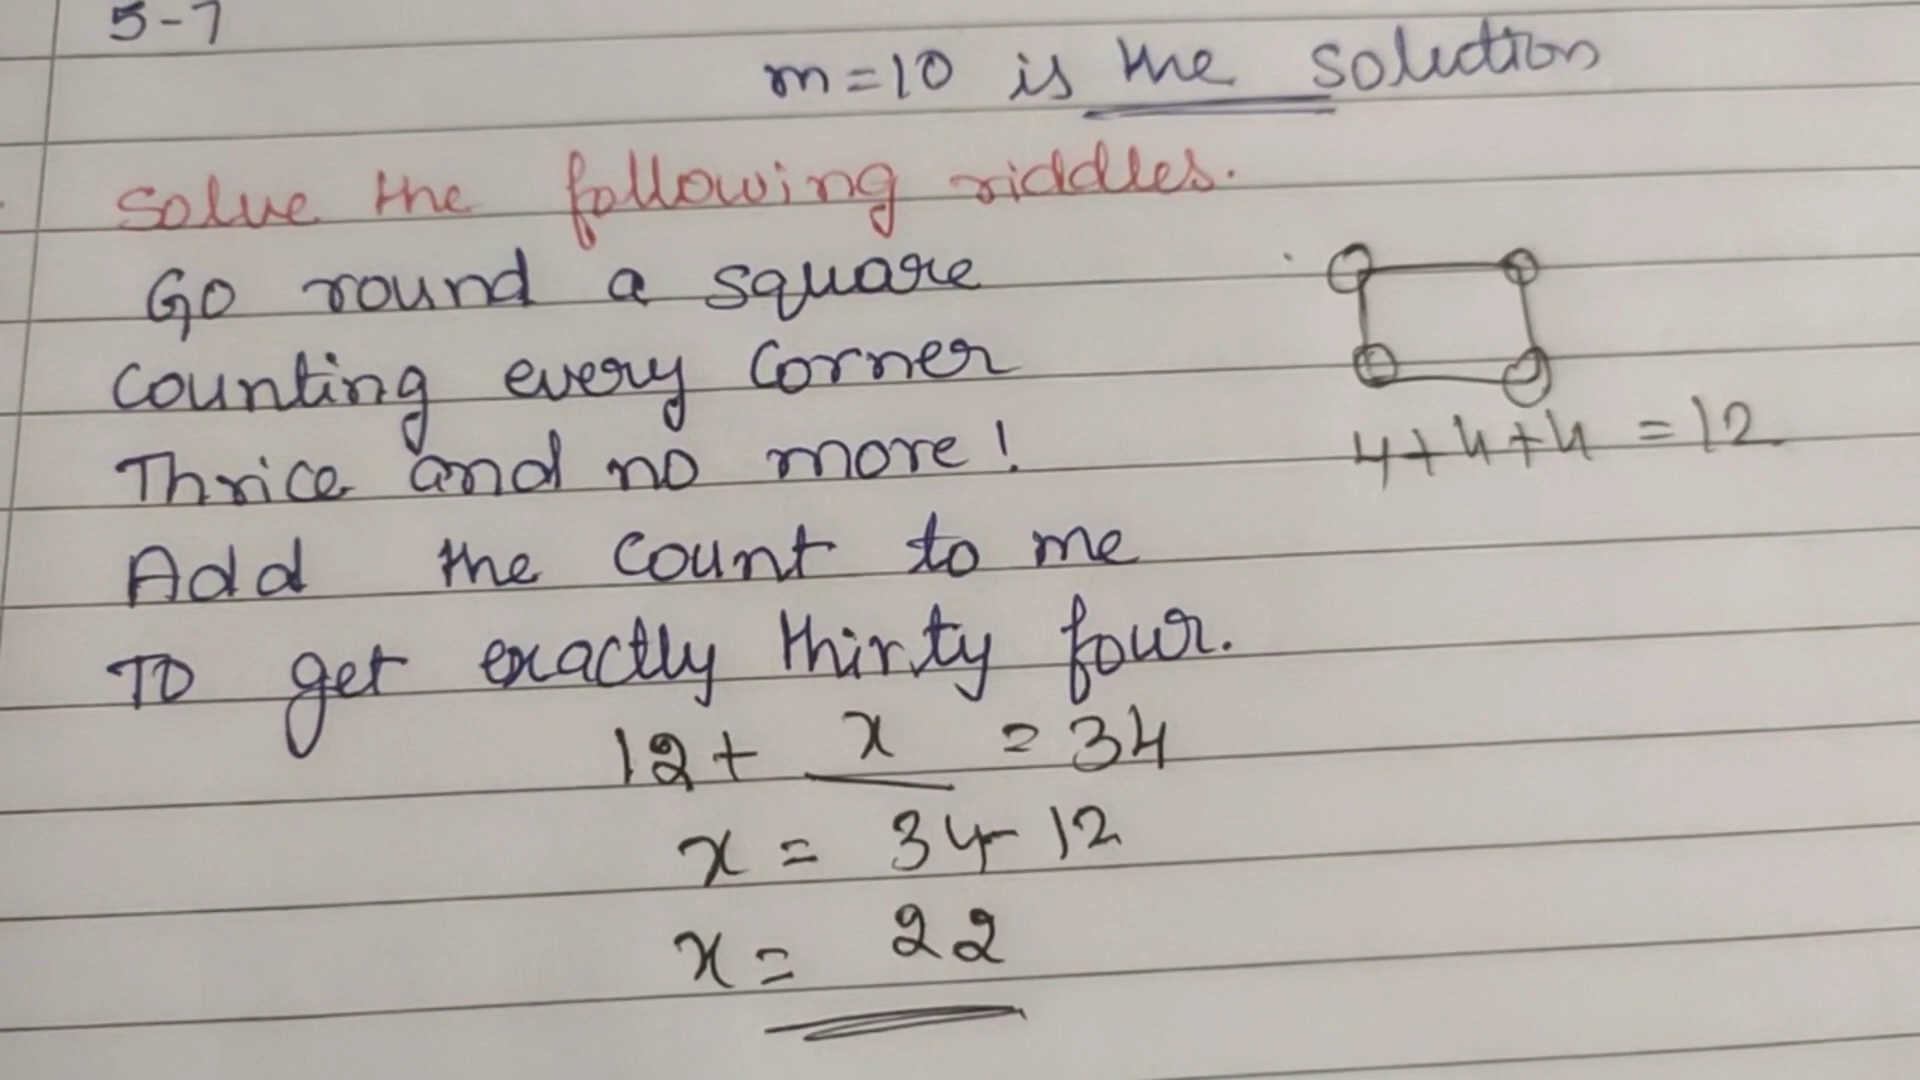 5-7
m=10 is the solution
Solve the following riddles.
Go round a square
Counting every Corner
Thrice and no more!
4+4+4 =12
Add the count to me
To get exactly thirty four.
12+ x =34
x = 34-12
x = 22